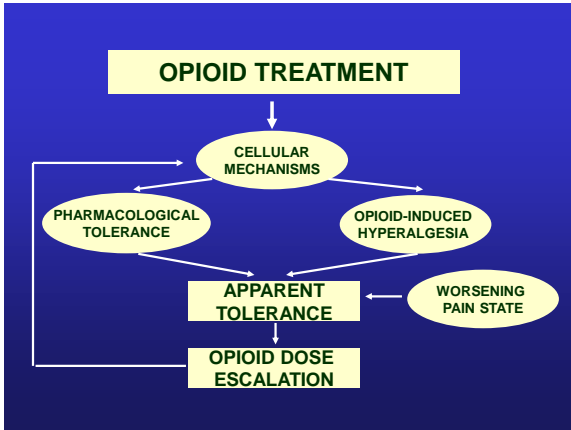 OPIOID TREATMENT
CELLULAR
MECHANISMS
PHARMACOLOGICAL
TOLERANCE
OPIOID-INDUCED
HYPERALGESIA
APPARENT
TOLERANCE
WORSENING
PAIN STATE
OPIOID DOSE
ESCALATION